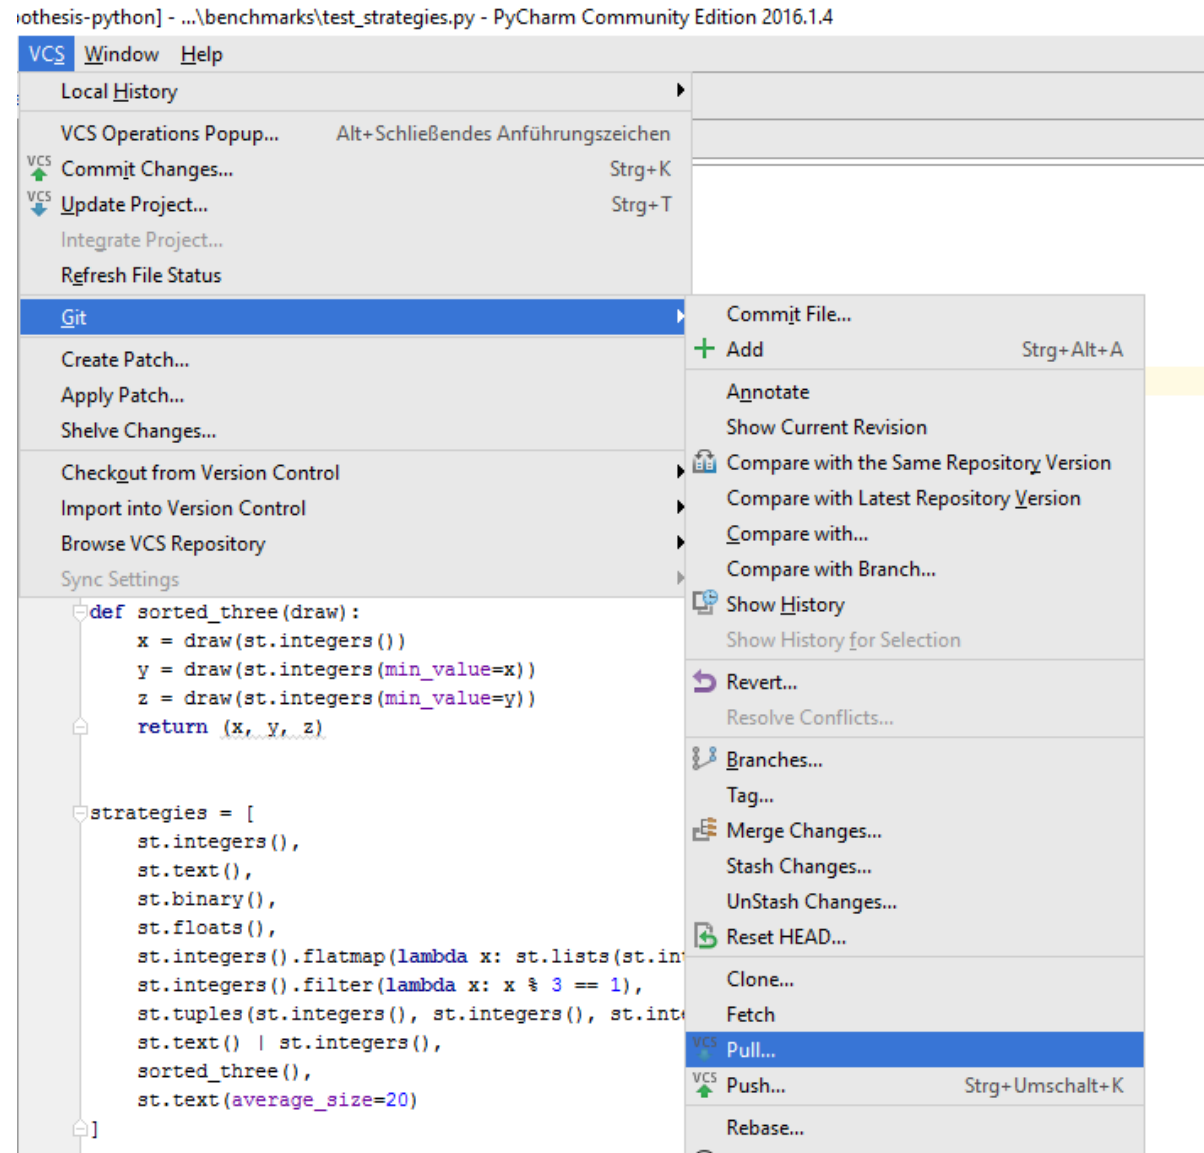 othesis-python] - ...\benchmarks\test_strategies.py - PyCharm Community Edition 2016.1.4
VCS Window Help
Local History
VCS Operations Popup... Alt+Schließendes Anführungszeichen
VCS Commit Changes... Strg+K
VCS Update Project... Strg+T
Integrate Project...
Refresh File Status
Git
Create Patch...
Apply Patch...
Shelve Changes...
Checkout from Version Control
Import into Version Control
Browse VCS Repository
Sync Settings
Commit File...
Add Strg+Alt+A
Annotate
Show Current Revision
Compare with the Same Repository Version
Compare with Latest Repository Version
Compare with...
Compare with Branch...
Show History
Show History for Selection
Revert...
Resolve Conflicts...
Branches...
Tag...
Merge Changes...
Stash Changes...
UnStash Changes...
Reset HEAD...
Clone...
Fetch
VCS Pull...
VCS Push... Strg+Umschalt+K
Rebase...
def sorted_three(draw):
x = draw(st.integers())
y = draw(st.integers(min_value=x))
z = draw(st.integers(min_value=y))
return (x, y, z)
strategies = [
st.integers(),
st.text(),
st.binary(),
st.floats(),
st.integers().flatmap(lambda x: st.lists(st.in
st.integers().filter(lambda x: x % 3 == 1),
st.tuples(st.integers(), st.integers(), st.int
st.text() | st.integers(),
sorted_three(),
st.text(average_size=20)
]